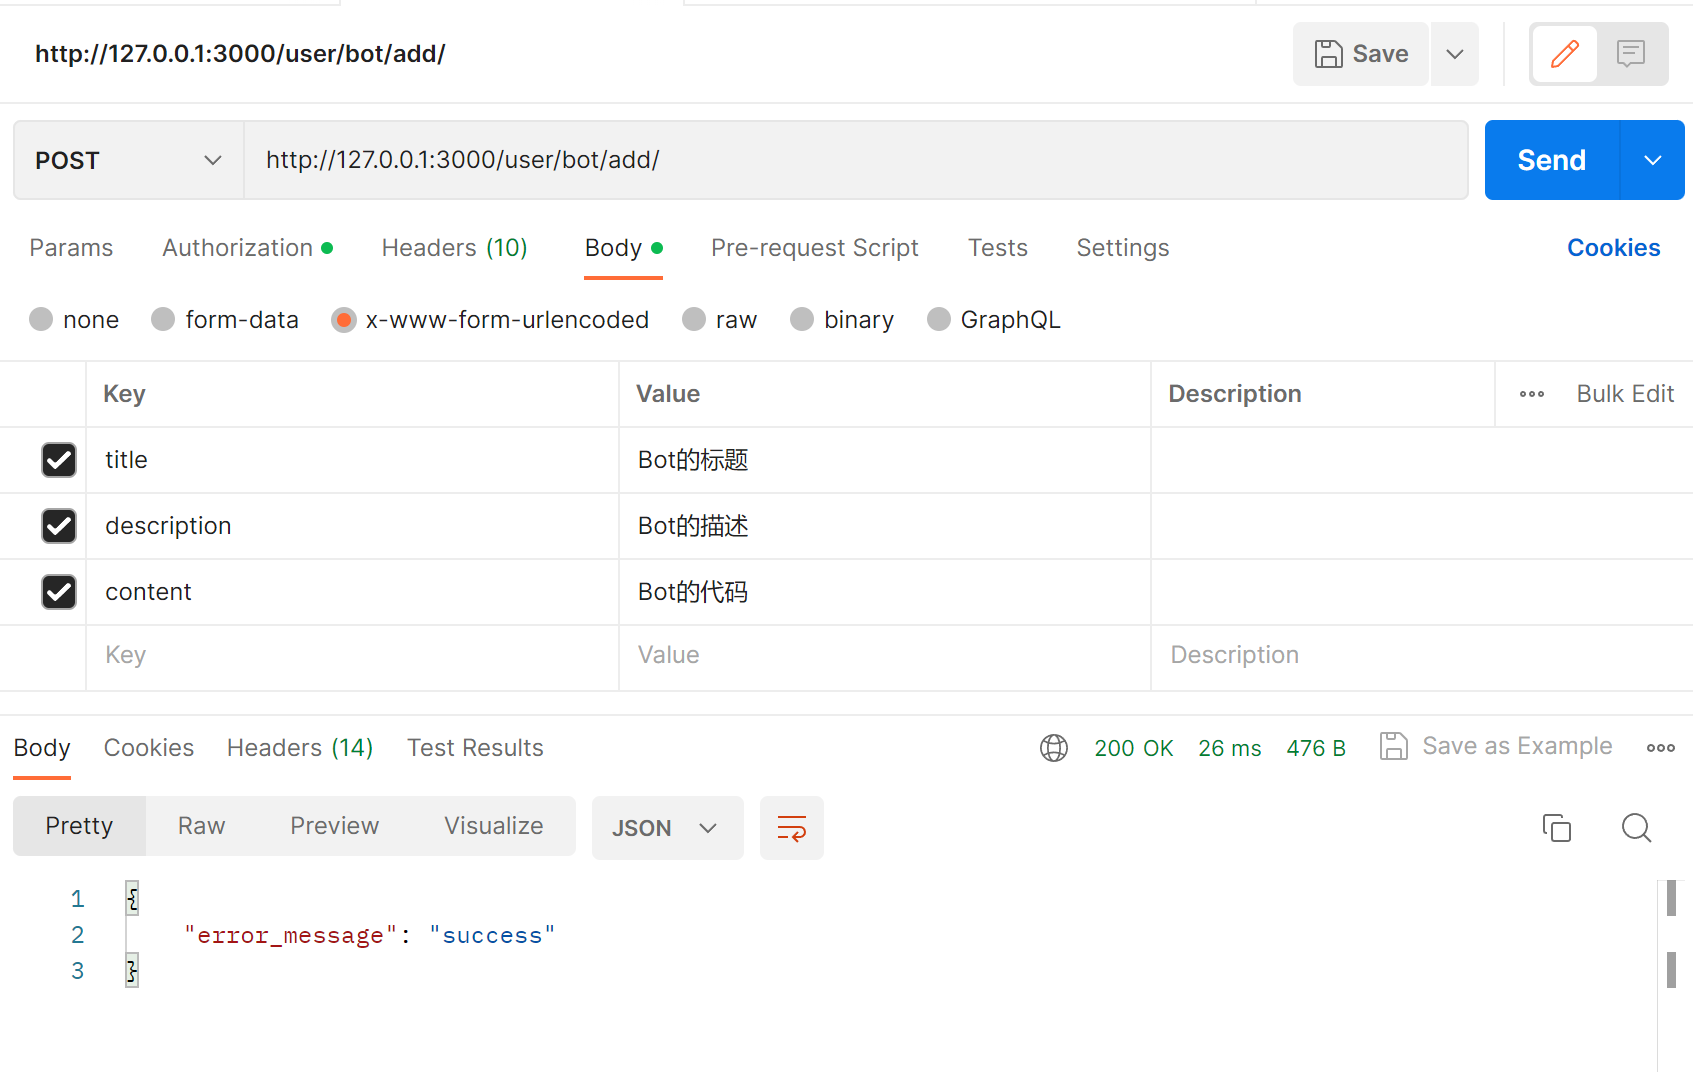 http://127.0.0.1:3000/user/bot/add/
Save
POST
http://127.0.0.1:3000/user/bot/add/
Send
Params Authorization Headers (10) Body Pre-request Script Tests Settings Cookies
none form-data x-www-form-urlencoded raw binary GraphQL
Key Value Description Bulk Edit
title Bot的标题
description Bot的描述
content Bot的代码
Key Value Description
Body Cookies Headers (14) Test Results 200 OK 26 ms 476 B Save as Example
Pretty Raw Preview Visualize JSON
1 {
2 "error_message": "success"
3 }